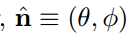 , n̂ ≡ (θ, ϕ)